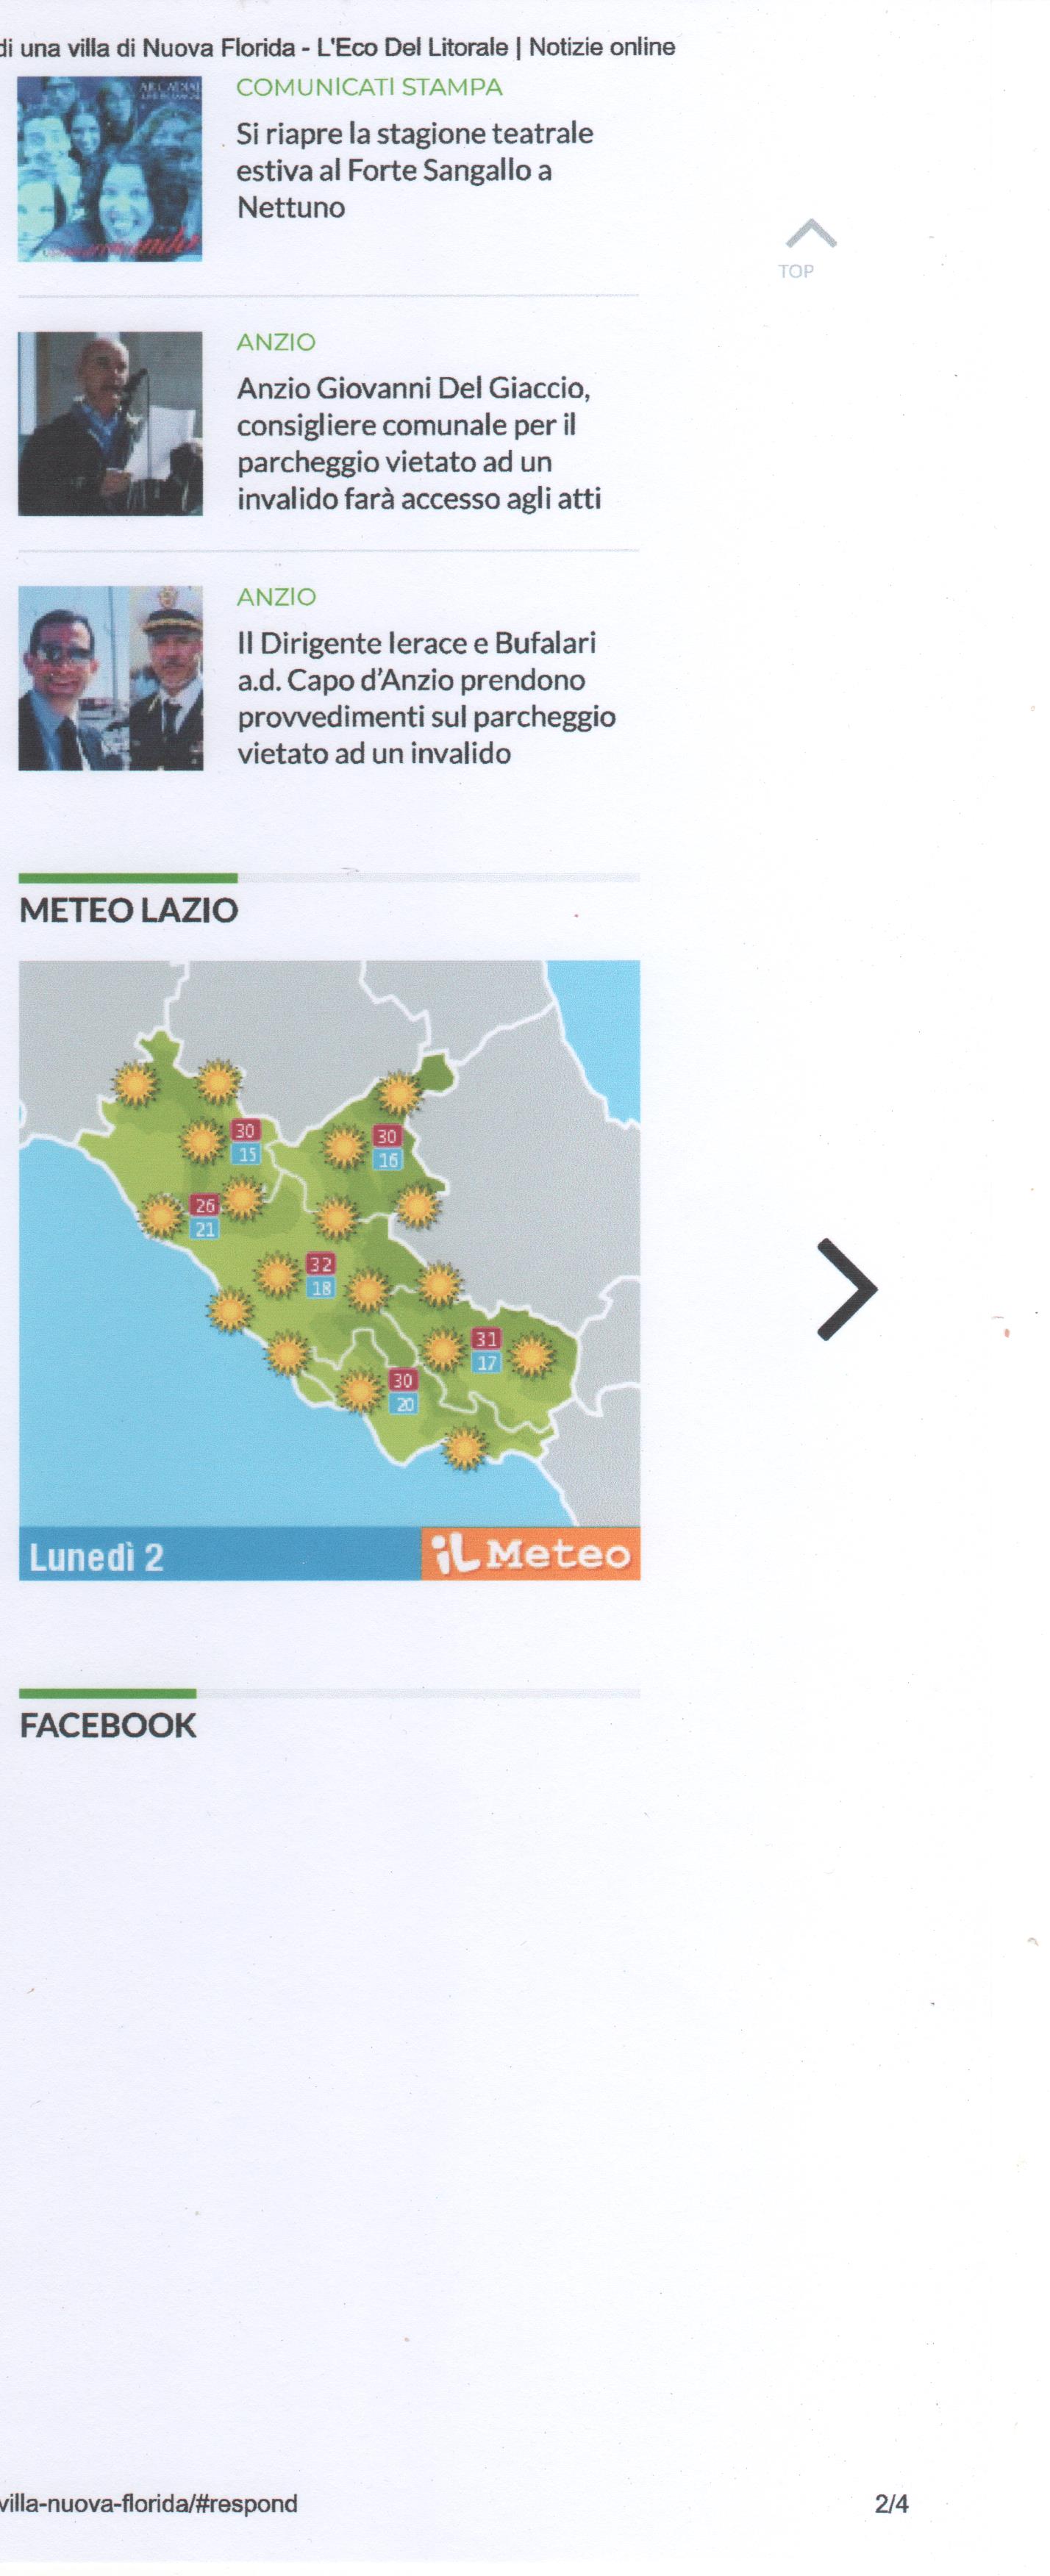 di una villa di Nuova Florida - L'Eco Del Litorale | Notizie online
COMUNICATI STAMPA
Si riapre la stagione teatrale
estiva al Forte Sangallo a
Nettuno
TOP
ANZIO
Anzio Giovanni Del Giaccio,
consigliere comunale per il
parcheggio vietato ad un
invalido farà accesso agli atti
ANZIO
Il Dirigente Ierace e Bufalari
a.d. Capo d’Anzio prendono
provvedimenti sul parcheggio
vietato ad un invalido
METEO LAZIO
30
15
30
16
26
21
32
18
31
17
30
20
Lunedì 2
iL Meteo
FACEBOOK
villa-nuova-florida/#respond
2/4